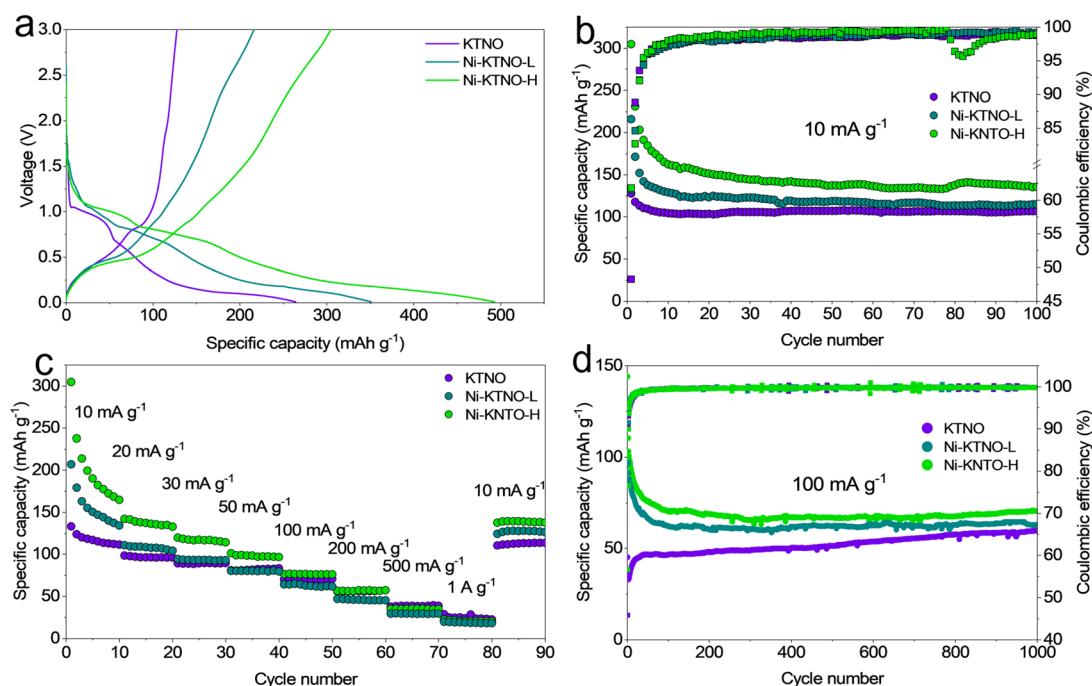 a
KTNO
Ni-KTNO-L
Ni-KTNO-H
Voltage (V)
3.0
2.5
2.0
1.5
1.0
0.5
0.0
0 100 200 300 400 500
Specific capacity (mAh g-1)
b
Specific capacity (mAh g-1)
300
250
200
150
100
50
0
KTNO
Ni-KTNO-L
Ni-KNTO-H
10 mA g-1
100
95
90
85
60
55
50
45
Coulombic efficiency (%)
0 10 20 30 40 50 60 70 80 90 100
Cycle number
c
Specific capacity (mAh g-1)
300
250
200
150
100
50
0
KTNO
Ni-KTNO-L
Ni-KNTO-H
10 mA g-1
20 mA g-1
30 mA g-1
50 mA g-1
100 mA g-1
200 mA g-1
500 mA g-1
1 A g-1
10 mA g-1
0 10 20 30 40 50 60 70 80 90
Cycle number
d
Specific capacity (mAh g-1)
150
100
50
0
KTNO
Ni-KTNO-L
Ni-KNTO-H
100 mA g-1
100
90
80
70
60
50
40
Coulombic efficiency (%)
0 200 400 600 800 1000
Cycle number